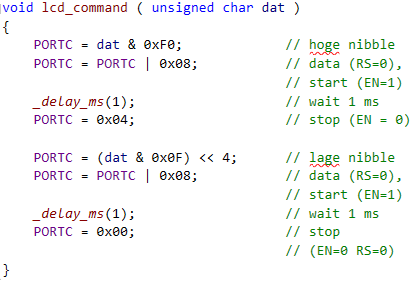 void lcd_command ( unsigned char dat )
{
    PORTC = dat & 0xF0;              // hoge nibble
    PORTC = PORTC | 0x08;            // data (RS=0),
                                     // start (EN=1)
    _delay_ms(1);                    // wait 1 ms
    PORTC = 0x04;                    // stop (EN = 0)

    PORTC = (dat & 0x0F) << 4;       // lage nibble
    PORTC = PORTC | 0x08;            // data (RS=0),
                                     // start (EN=1)
    _delay_ms(1);                    // wait 1 ms
    PORTC = 0x00;                    // stop
                                     // (EN=0 RS=0)
}